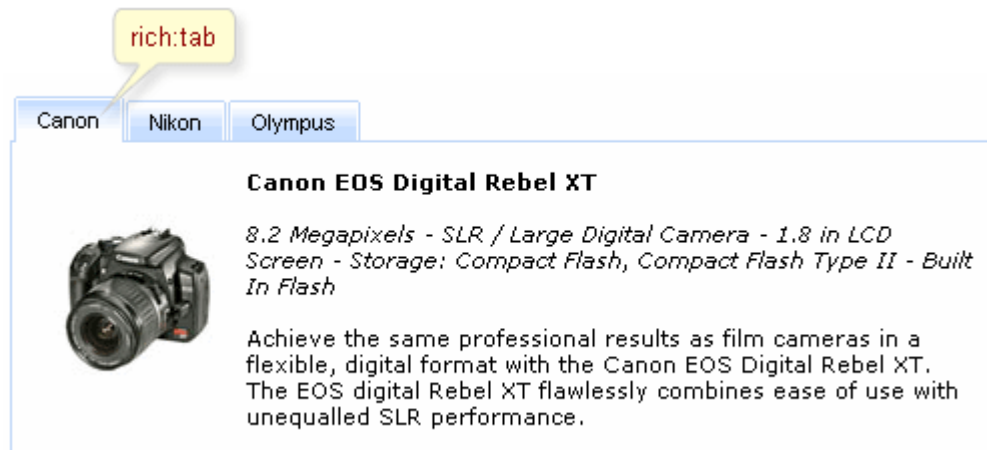 rich:tab
Canon Nikon Olympus
Canon EOS Digital Rebel XT
8.2 Megapixels - SLR / Large Digital Camera - 1.8 in LCD
Screen - Storage: Compact Flash, Compact Flash Type II - Built
In Flash
Achieve the same professional results as film cameras in a
flexible, digital format with the Canon EOS Digital Rebel XT.
The EOS digital Rebel XT flawlessly combines ease of use with
unequalled SLR performance.